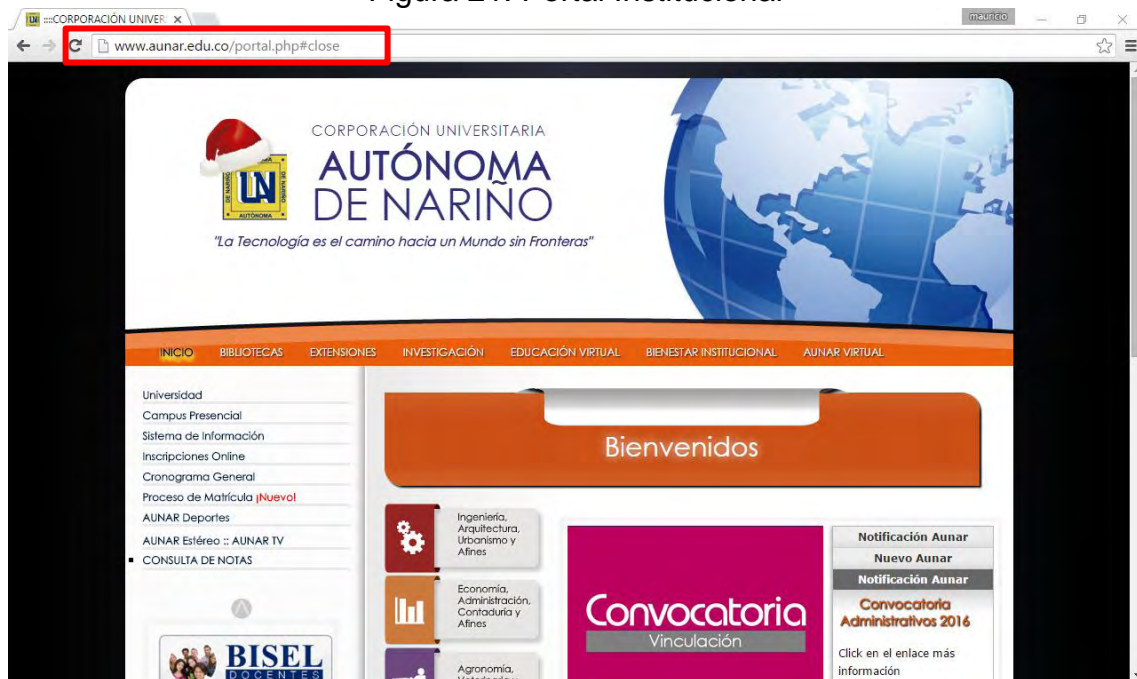 Figura 21. Portal Institucional
::::CORPORACIÓN UNIVER
mauricio
www.aunar.edu.co/portal.php#close
CORPORACIÓN UNIVERSITARIA
AUTÓNOMA
DE NARIÑO
UN
DE NARIÑO
AUTÓNOMA
"La Tecnología es el camino hacia un Mundo sin Fronteras"
INICIO BIBLIOTECAS EXTENSIONES INVESTIGACIÓN EDUCACIÓN VIRTUAL BIENESTAR INSTITUCIONAL AUNAR VIRTUAL
Universidad
Campus Presencial
Sistema de Información
Inscripciones Online
Cronograma General
Proceso de Matrícula ¡Nuevo!
AUNAR Deportes
AUNAR Estéreo :: AUNAR TV
CONSULTA DE NOTAS
BISEL
DOCENTES
Bienvenidos
Ingeniería,
Arquitectura,
Urbanismo y
Afines
Economía,
Administración,
Contaduría y
Afines
Agronomía,
Convocatoria
Vinculación
Notificación Aunar
Nuevo Aunar
Notificación Aunar
Convocatoria
Administrativos 2016
Click en el enlace más
información